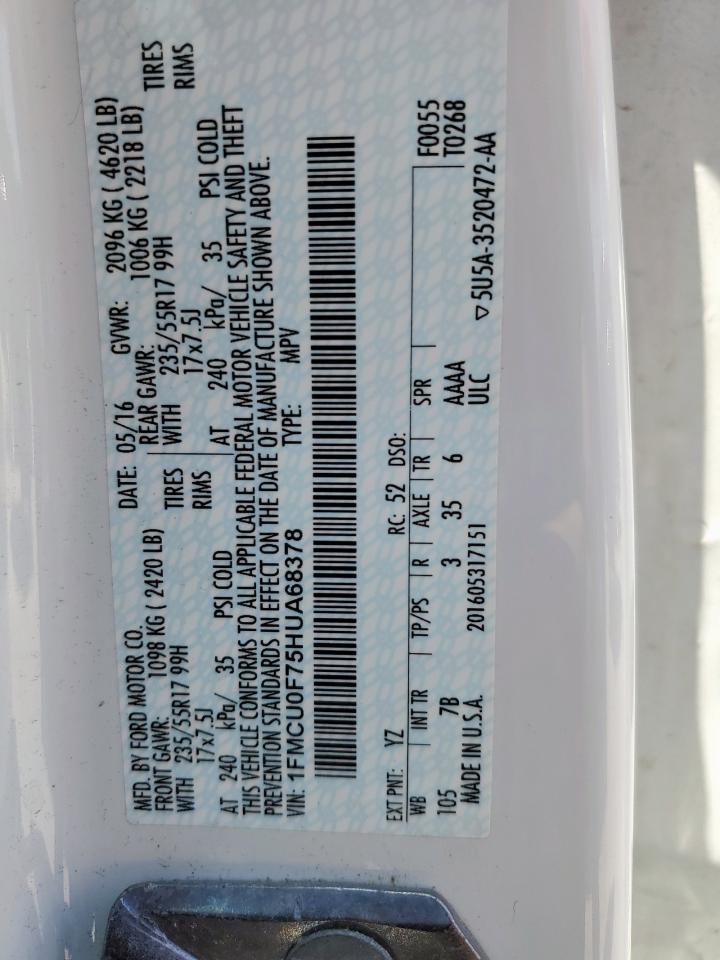 MFD. BY FORD MOTOR CO. DATE: 05/16 GVWR: 2096 KG ( 4620 LB)
FRONT GAWR: 1098 KG ( 2420 LB) REAR GAWR: 1006 KG ( 2218 LB)
WITH 235/55R17 99H TIRES WITH 235/55R17 99H TIRES
17x7.5J RIMS 17x7.5J RIMS
AT 240 kPa/ 35 PSI COLD AT 240 kPa/ 35 PSI COLD
THIS VEHICLE CONFORMS TO ALL APPLICABLE FEDERAL MOTOR VEHICLE SAFETY AND THEFT
PREVENTION STANDARDS IN EFFECT ON THE DATE OF MANUFACTURE SHOWN ABOVE.
VIN: 1FMCU0F75HUA68378 TYPE: MPV
EXT PNT: YZ RC: 52 DSO: F0055
WB INT TR TP/PS R AXLE TR SPR T0268
105 7B 3 35 6 AAAA
MADE IN U.S.A. 201605317151 ULC ▽5U5A-3520472-AA